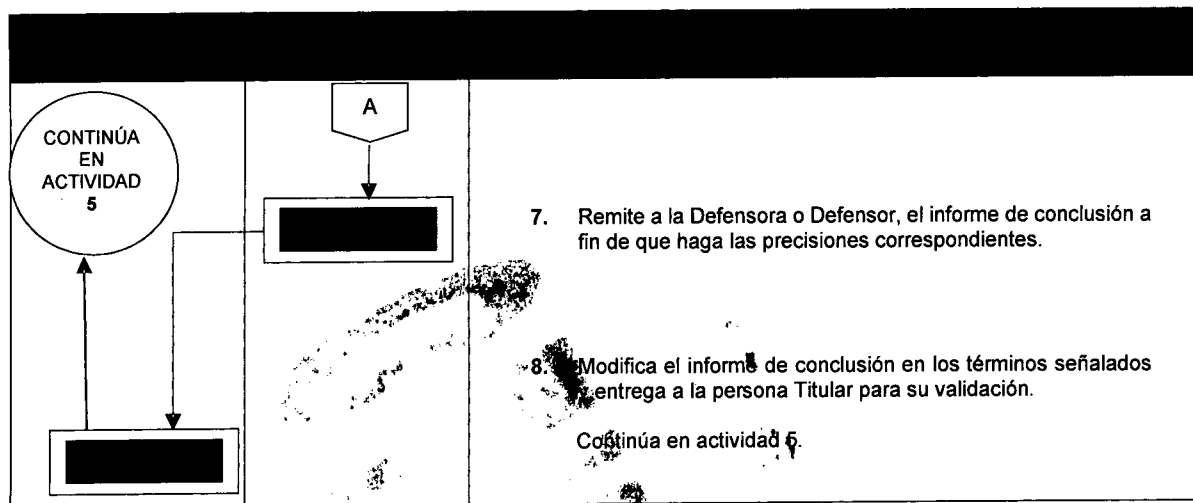 A
CONTINÚA
EN
ACTIVIDAD
5
7. Remite a la Defensora o Defensor, el informe de conclusión a
fin de que haga las precisiones correspondientes.
8. Modifica el informe de conclusión en los términos señalados
y entrega a la persona Titular para su validación.
Continúa en actividad 5.